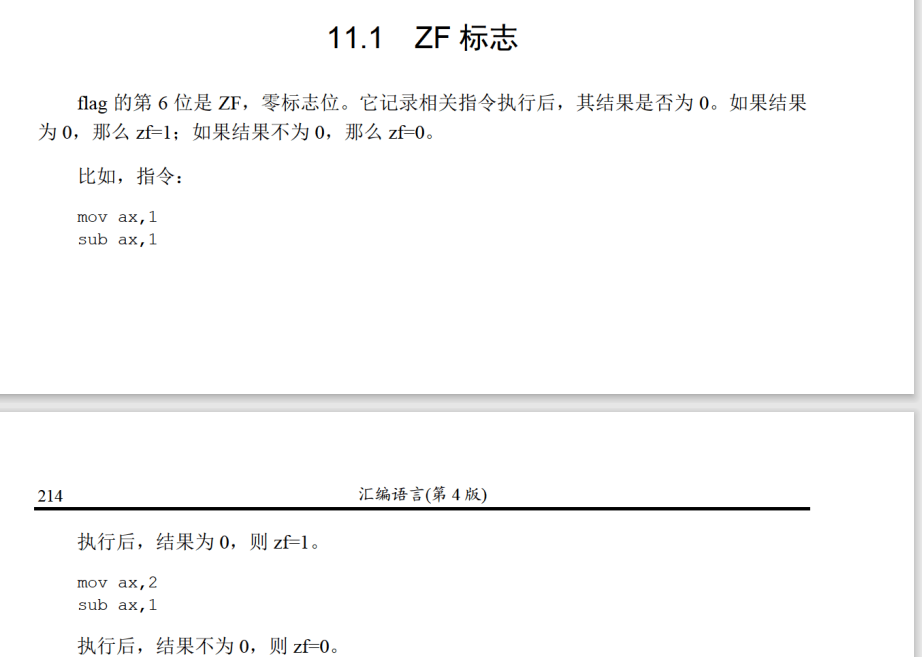 11.1 ZF 标志
flag 的第 6 位是 ZF，零标志位。它记录相关指令执行后，其结果是否为 0。如果结果
为 0，那么 zf=1；如果结果不为 0，那么 zf=0。
比如，指令：
mov ax,1
sub ax,1
214 汇编语言(第 4 版)
执行后，结果为 0，则 zf=1。
mov ax,2
sub ax,1
执行后，结果不为 0，则 zf=0。